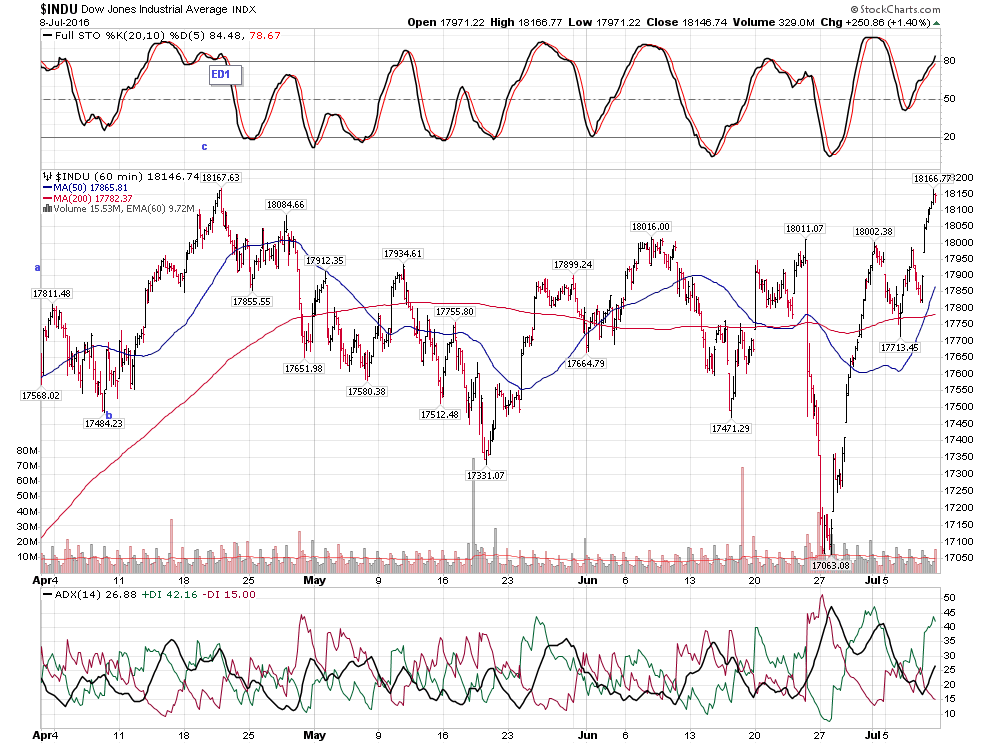 $INDU Dow Jones Industrial Average INDX
© StockCharts.com
8-Jul-2016
Open 17971.22 High 18166.77 Low 17971.22 Close 18146.74 Volume 329.0M Chg +250.86 (+1.40%)
Full STO %K(20,10) %D(5) 84.48, 78.67
ED1
80
50
20
c
$INDU (60 min) 18146.74
MA(50) 17865.81
MA(200) 17782.37
Volume 15.53M, EMA(60) 9.72M
18167.63
18166.77
18200
18150
18100
18050
18000
17950
17900
17850
17800
17750
17700
17650
17600
17550
17500
17450
17400
17350
17300
17250
17200
17150
17100
17050
18084.66
18016.00
18011.07
18002.38
17934.61
17912.35
17899.24
a
17811.48
17855.55
17755.80
17713.45
17651.98
17664.79
17580.38
17568.02
b
17484.23
17512.48
17471.29
17331.07
17063.08
80M
70M
60M
50M
40M
30M
20M
10M
Apr 4 11 18 25 May 9 16 23 Jun 6 13 20 27 Jul 5
ADX(14) 26.88 +DI 42.16 -DI 15.00
50
45
40
35
30
25
20
15
10
Apr 4 11 18 25 May 9 16 23 Jun 6 13 20 27 Jul 5